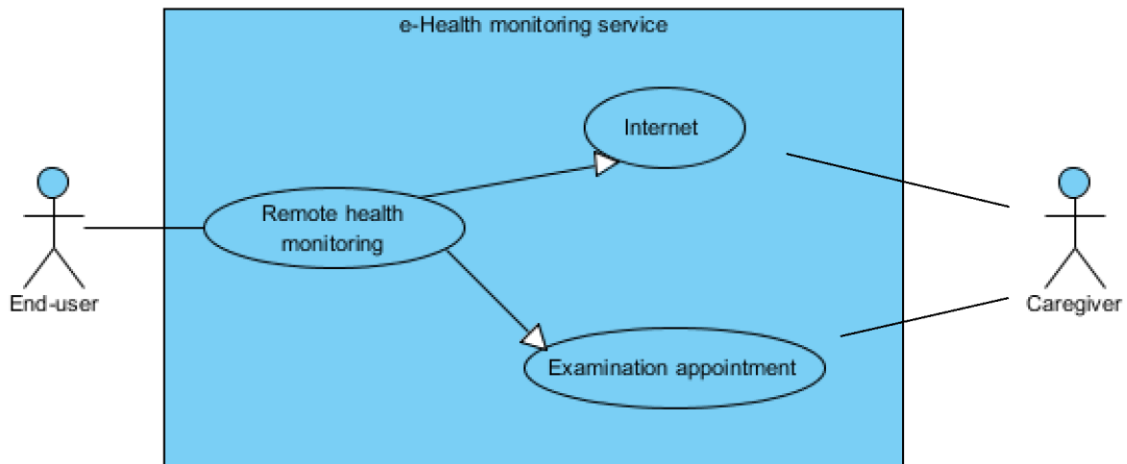 e-Health monitoring service
Internet
Remote health
monitoring
End-user
Caregiver
Examination appointment